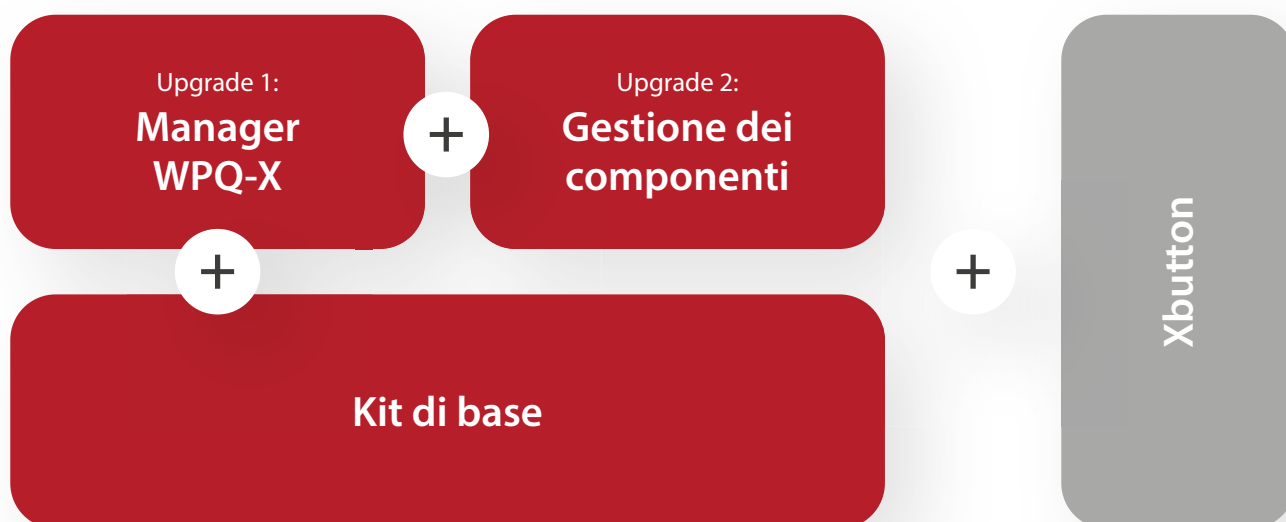 Upgrade 1:
Manager
WPQ-X
+
Upgrade 2:
Gestione dei
componenti
+
+
Kit di base
Xbutton